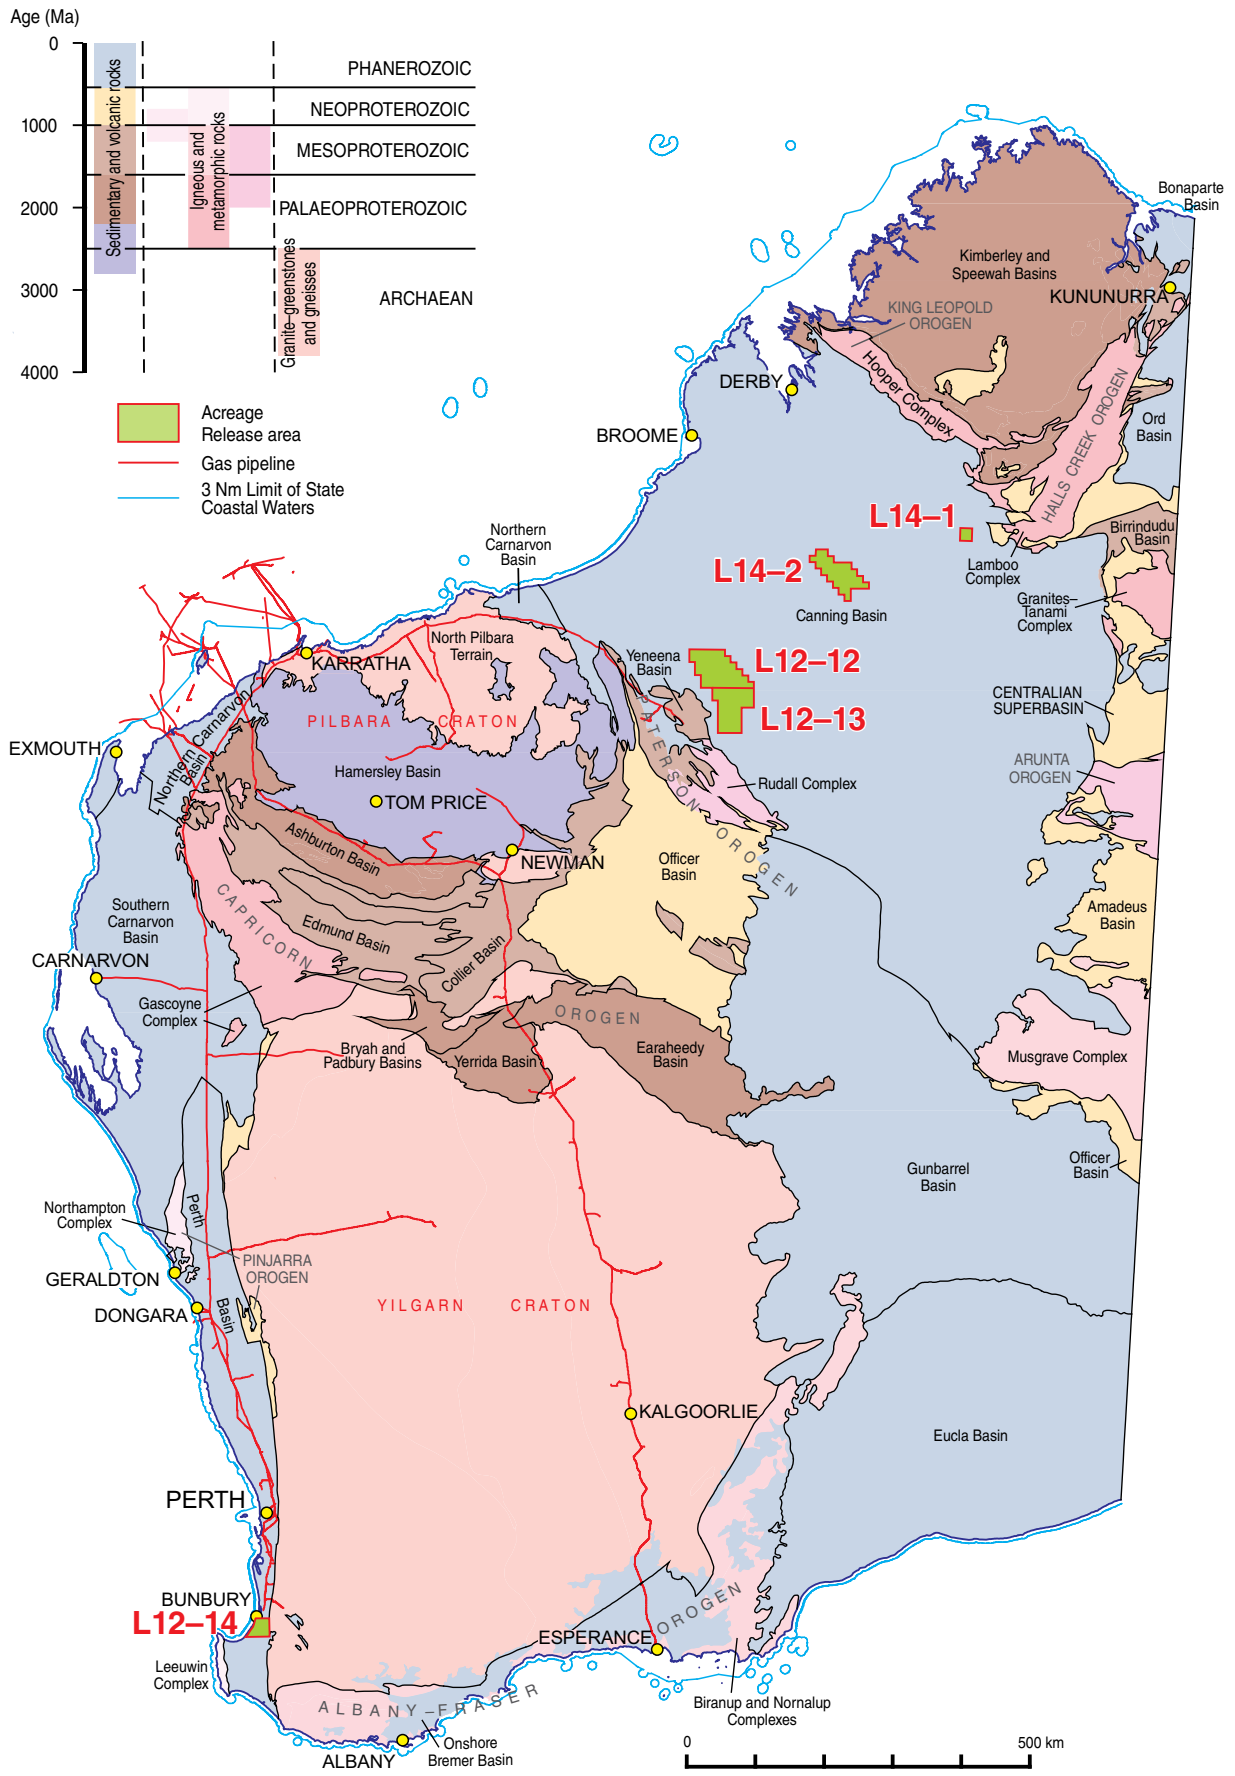 Age (Ma)
0
1000
2000
3000
4000
Sedimentary and volcanic rocks
Igneous and
metamorphic rocks
Granite–greenstones
and gneisses
PHANEROZOIC
NEOPROTEROZOIC
MESOPROTEROZOIC
PALAEOPROTEROZOIC
ARCHAEAN
Acreage
Release area
Gas pipeline
3 Nm Limit of State
Coastal Waters
Bonaparte
Basin
Kimberley and
Speewah Basins
KUNUNURRA
KING LEOPOLD
OROGEN
Hooper Complex
DERBY
HALLS CREEK OROGEN
Ord
Basin
BROOME
L14–1
Birrindudu
Basin
Northern
Carnarvon
Basin
Lamboo
Complex
L14–2
Granites–
Tanami
Complex
Canning Basin
North Pilbara
Terrain
KARRATHA
Yeneena
Basin
L12–12
L12–13
CENTRALIAN
SUPERBASIN
PILBARA CRATON
PATERSON OROGEN
EXMOUTH
Northern Carnarvon
Basin
Hamersley Basin
TOM PRICE
ARUNTA
OROGEN
Rudall Complex
Ashburton Basin
NEWMAN
Officer
Basin
Southern
Carnarvon
Basin
CAPRICORN
Edmund Basin
Collier Basin
Amadeus
Basin
CARNARVON
Gascoyne
Complex
OROGEN
Bryah and
Padbury Basins
Yerrida Basin
Earaheedy
Basin
Musgrave Complex
Officer
Basin
Gunbarrel
Basin
Northampton
Complex
Perth
Basin
PINJARRA
OROGEN
GERALDTON
DONGARA
YILGARN CRATON
KALGOORLIE
Eucla Basin
PERTH
BUNBURY
L12–14
ESPERANCE
OROGEN
Leeuwin
Complex
ALBANY–FRASER
Biranup and Nornalup
Complexes
Onshore
Bremer Basin
ALBANY
0
500 km